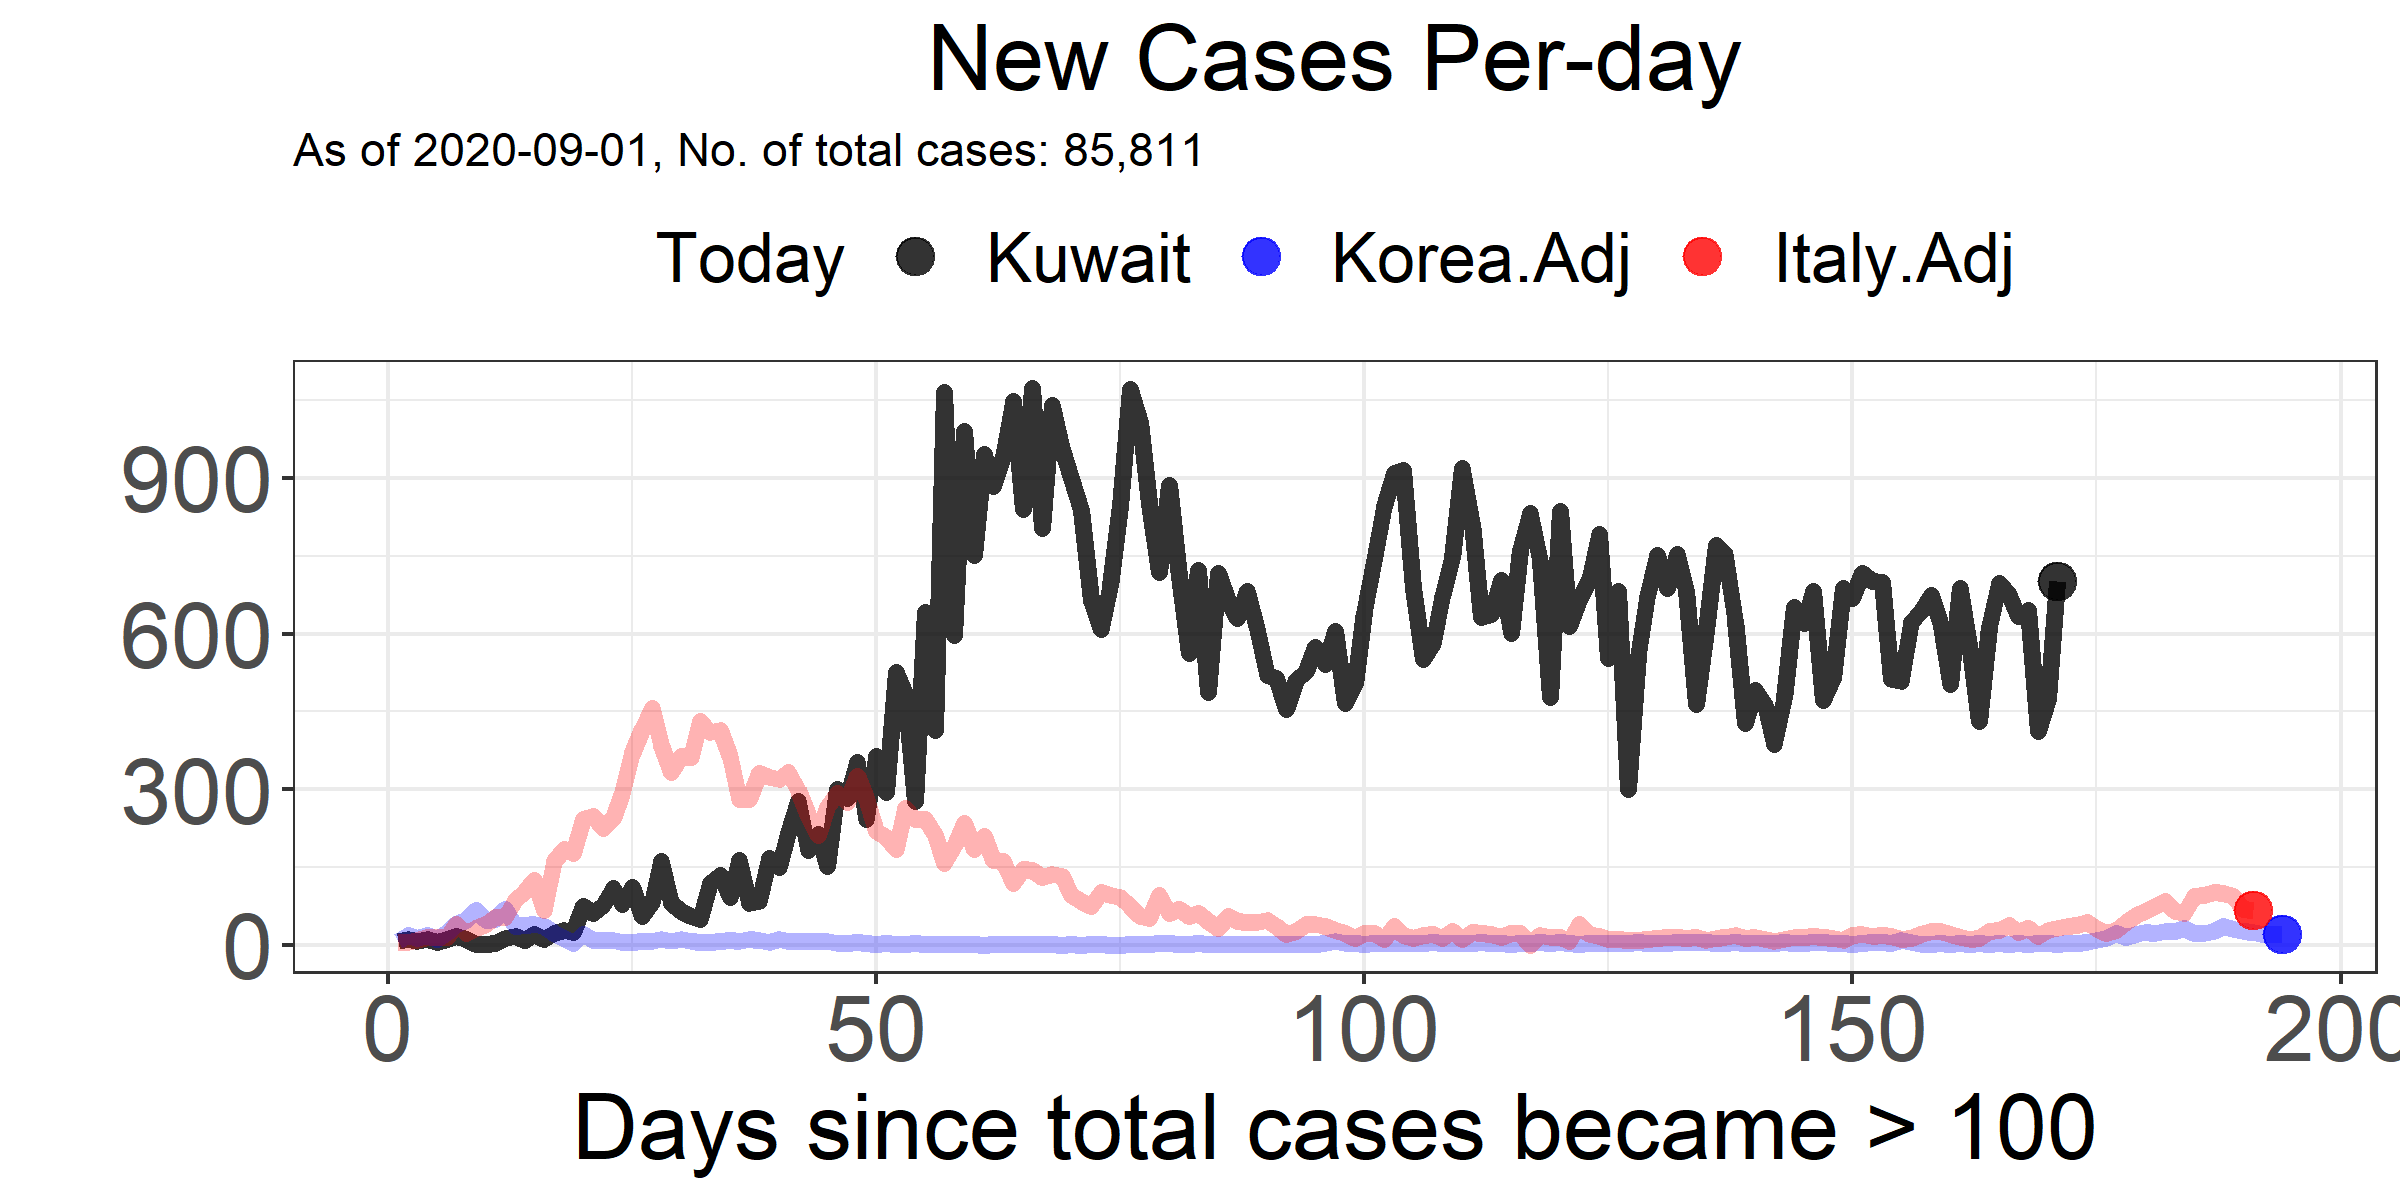 New Cases Per-day
As of 2020-09-01, No. of total cases: 85,811
Today Kuwait Korea.Adj Italy.Adj
900
600
300
0
0 50 100 150 200
Days since total cases became > 100